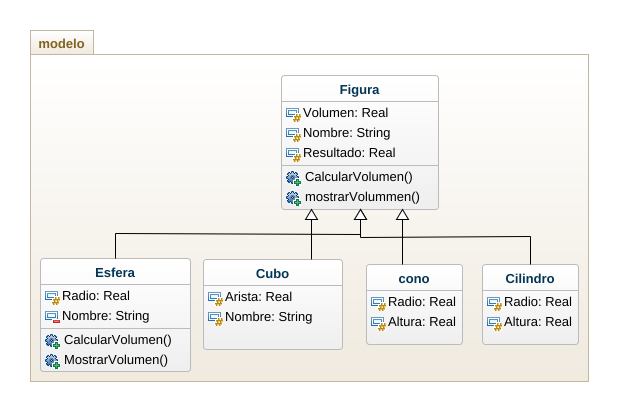 modelo
Figura
Volumen: Real
Nombre: String
Resultado: Real
CalcularVolumen()
mostrarVolummen()
Esfera
Radio: Real
Nombre: String
CalcularVolumen()
MostrarVolumen()
Cubo
Arista: Real
Nombre: String
cono
Radio: Real
Altura: Real
Cilindro
Radio: Real
Altura: Real